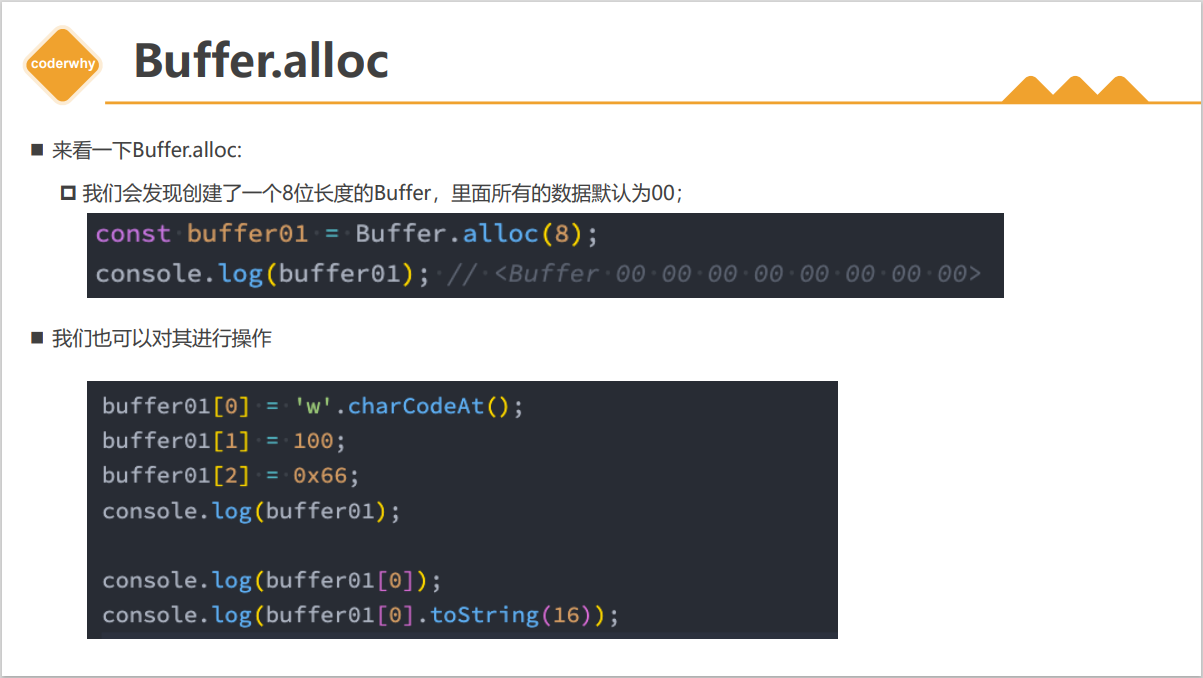 coderwhy
Buffer.alloc
来看一下Buffer.alloc:
我们会发现创建了一个8位长度的Buffer，里面所有的数据默认为00；
const buffer01 = Buffer.alloc(8);
console.log(buffer01); // <Buffer 00 00 00 00 00 00 00 00>
我们也可以对其进行操作
buffer01[0] = 'w'.charCodeAt();
buffer01[1] = 100;
buffer01[2] = 0x66;
console.log(buffer01);
console.log(buffer01[0]);
console.log(buffer01[0].toString(16));